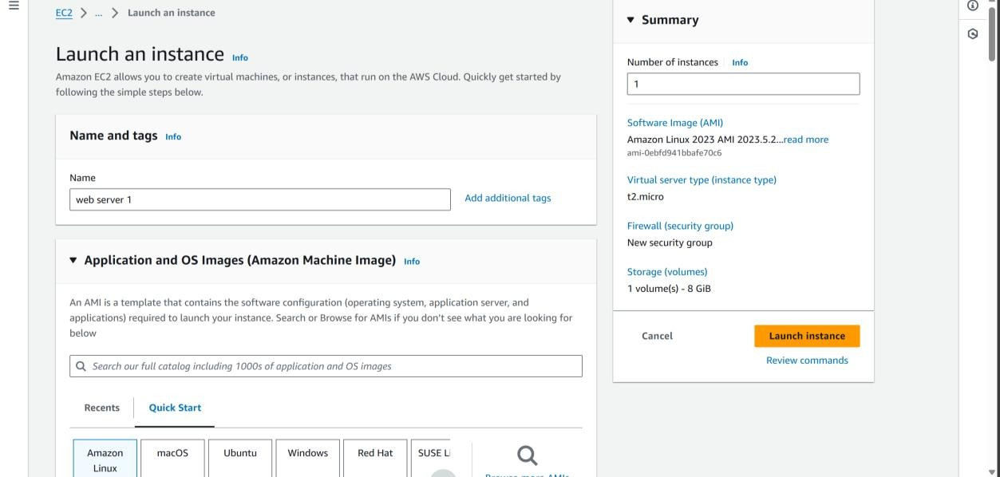 EC2 > ... > Launch an instance
Launch an instance Info
Amazon EC2 allows you to create virtual machines, or instances, that run on the AWS Cloud. Quickly get started by
following the simple steps below.
Name and tags Info
Name
web server 1
Add additional tags
Application and OS Images (Amazon Machine Image) Info
An AMI is a template that contains the software configuration (operating system, application server, and
applications) required to launch your instance. Search or Browse for AMIs if you don't see what you are looking for
below
Search our full catalog including 1000s of application and OS images
Recents
Quick Start
Amazon
Linux
macOS
Ubuntu
Windows
Red Hat
SUSE Li
Browse more AMIs
Summary
Number of instances Info
1
Software Image (AMI)
Amazon Linux 2023 AMI 2023.5.2...read more
ami-0ebfd941bbafe70c6
Virtual server type (instance type)
t2.micro
Firewall (security group)
New security group
Storage (volumes)
1 volume(s) - 8 GiB
Cancel
Launch instance
Review commands